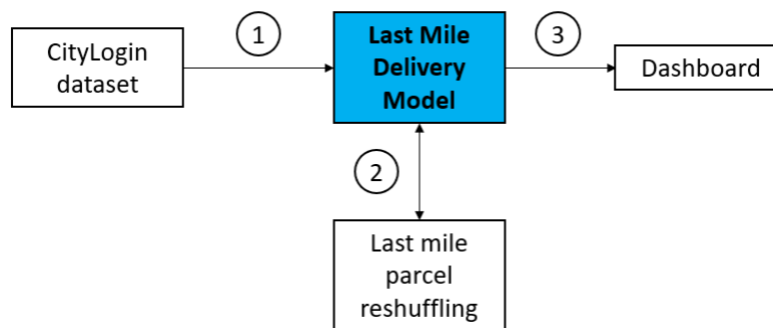 CityLogin
dataset
1
Last Mile
Delivery
Model
3
Dashboard
2
Last mile
parcel
reshuffling